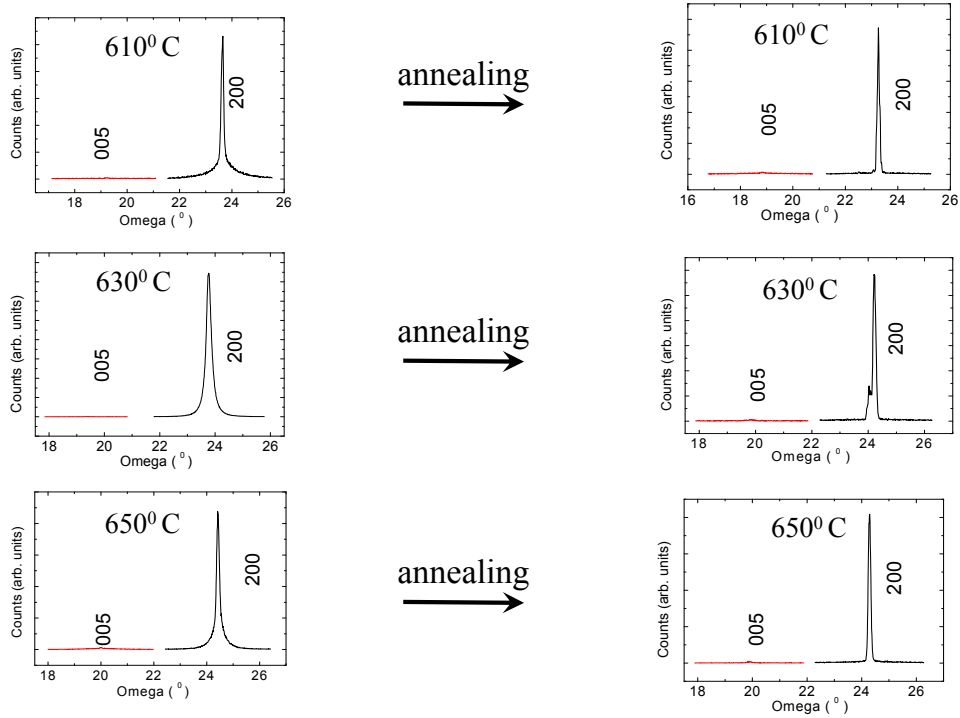 610⁰ C
200
005
Counts (arb. units)
18 20 22 24 26
Omega ( ⁰ )
annealing
610⁰ C
200
005
Counts (arb. units)
16 18 20 22 24 26
Omega ( ⁰ )
630⁰ C
200
005
Counts (arb. units)
18 20 22 24 26
Omega ( ⁰ )
annealing
630⁰ C
200
005
Counts (arb. units)
18 20 22 24 26
Omega ( ⁰ )
650⁰ C
200
005
Counts (arb. units)
18 20 22 24 26
Omega ( ⁰ )
annealing
650⁰ C
200
005
Counts (arb. units)
18 20 22 24 26
Omega ( ⁰ )